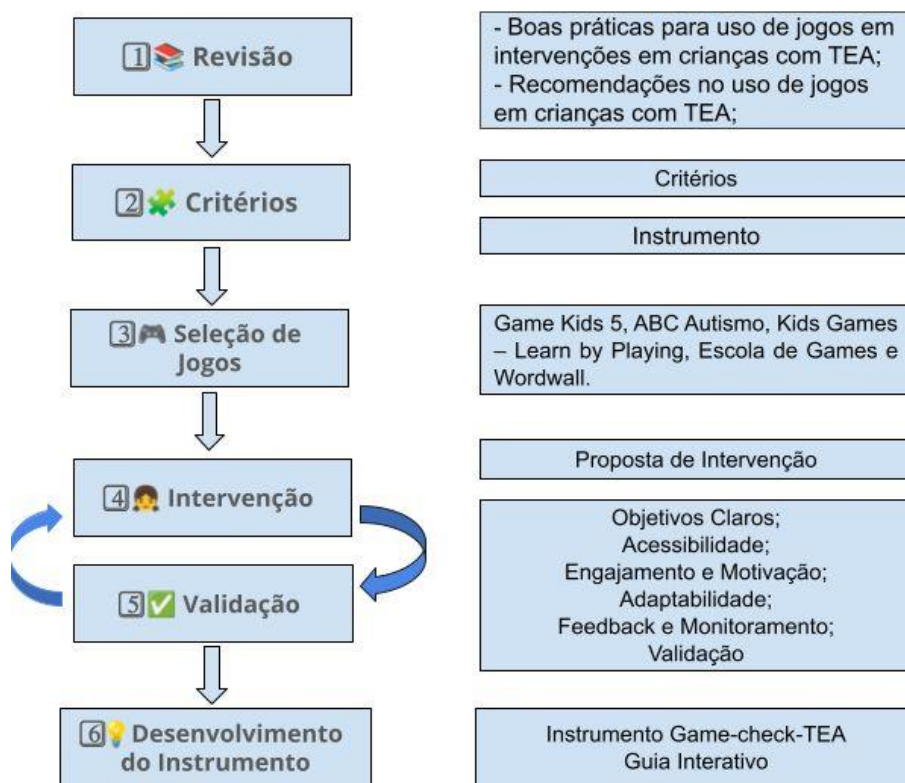 1 📚 Revisão
- Boas práticas para uso de jogos em
intervenções em crianças com TEA;
- Recomendações no uso de jogos
em crianças com TEA;
2 🧩 Critérios
Critérios
Instrumento
3 🎮 Seleção de
Jogos
Game Kids 5, ABC Autismo, Kids Games
– Learn by Playing, Escola de Games e
Wordwall.
4 👧 Intervenção
Proposta de Intervenção
5 ✅ Validação
Objetivos Claros;
Acessibilidade;
Engajamento e Motivação;
Adaptabilidade;
Feedback e Monitoramento;
Validação
6 💡 Desenvolvimento
do Instrumento
Instrumento Game-check-TEA
Guia Interativo